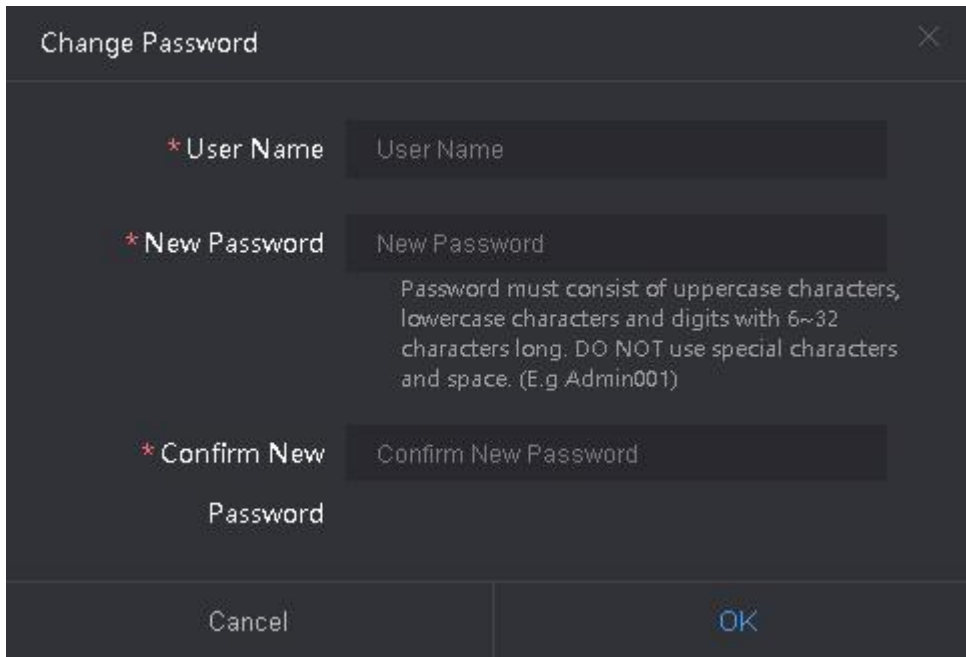 Change Password
* User Name
User Name
* New Password
New Password
Password must consist of uppercase characters,
lowercase characters and digits with 6~32
characters long. DO NOT use special characters
and space. (E.g Admin001)
* Confirm New
Password
Confirm New Password
Cancel
OK